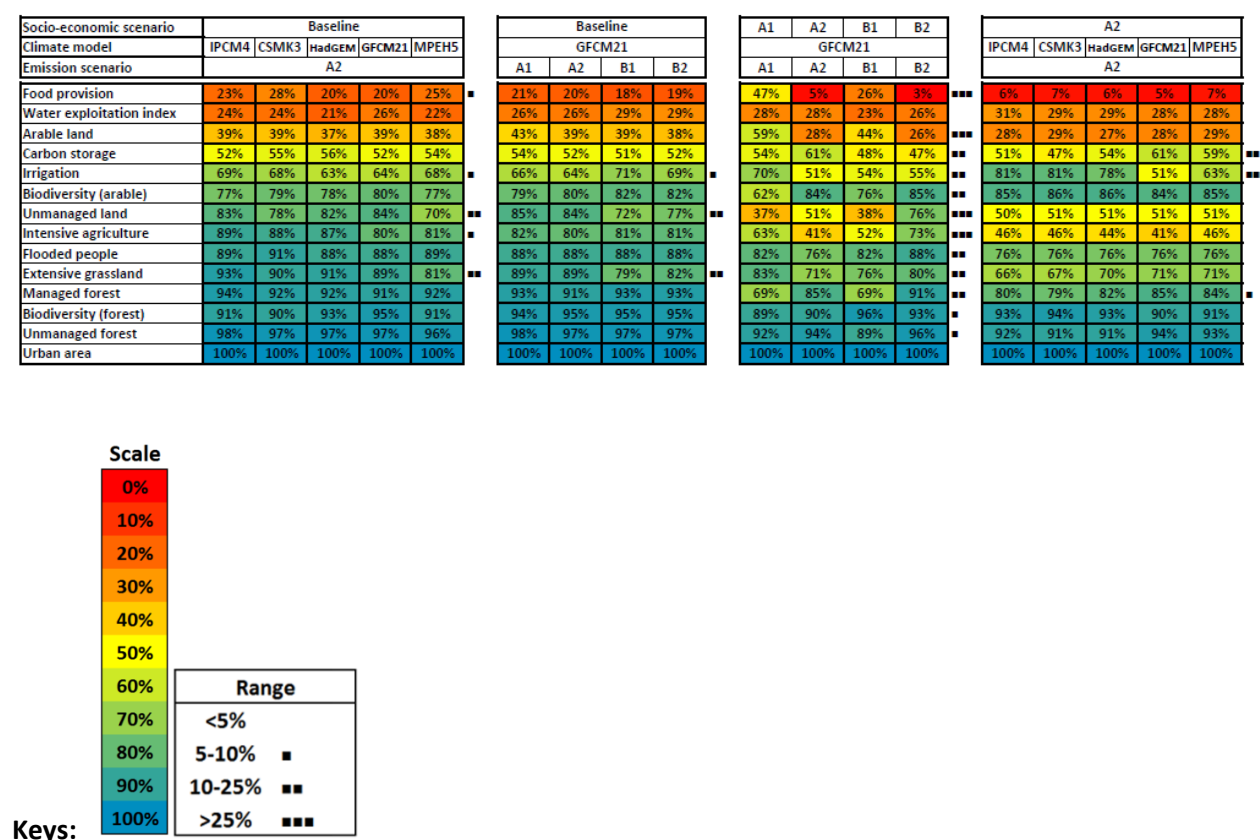 Socio-economic scenario Baseline Baseline A1 A2 B1 B2 A2
Climate model IPCM4 CSMK3 HadGEM GFCM21 MPEH5 GFCM21 GFCM21 IPCM4 CSMK3 HadGEM GFCM21 MPEH5
Emission scenario A2 A1 A2 B1 B2 A1 A2 B1 B2 A2
Food provision 23% 28% 20% 20% 25% ■ 21% 20% 18% 19% 47% 5% 26% 3% ■■■ 6% 7% 6% 5% 7%
Water exploitation index 24% 24% 21% 26% 22% 26% 26% 29% 29% 28% 28% 23% 26% 31% 29% 29% 28% 28%
Arable land 39% 39% 37% 39% 38% 43% 39% 39% 38% 59% 28% 44% 26% ■■■ 28% 29% 27% 28% 29%
Carbon storage 52% 55% 56% 52% 54% 54% 52% 51% 52% 54% 61% 48% 47% ■■ 51% 47% 54% 61% 59% ■■
Irrigation 69% 68% 63% 64% 68% ■ 66% 64% 71% 69% ■ 70% 51% 54% 55% ■■ 81% 81% 78% 51% 63% ■■
Biodiversity (arable) 77% 79% 78% 80% 77% 79% 80% 82% 82% 62% 84% 76% 85% ■■ 85% 86% 86% 84% 85%
Unmanaged land 83% 78% 82% 84% 70% ■■ 85% 84% 72% 77% ■■ 37% 51% 38% 76% ■■■ 50% 51% 51% 51% 51%
Intensive agriculture 89% 88% 87% 80% 81% ■ 82% 80% 81% 81% 63% 41% 52% 73% ■■■ 46% 46% 44% 41% 46%
Flooded people 89% 91% 88% 88% 89% 88% 88% 88% 88% 82% 76% 82% 88% ■■ 76% 76% 76% 76% 76%
Extensive grassland 93% 90% 91% 89% 81% ■■ 89% 89% 79% 82% ■■ 83% 71% 76% 80% ■■ 66% 67% 70% 71% 71%
Managed forest 94% 92% 92% 91% 92% 93% 91% 93% 93% 69% 85% 69% 91% ■■ 80% 79% 82% 85% 84% ■
Biodiversity (forest) 91% 90% 93% 95% 91% 94% 95% 95% 95% 89% 90% 96% 93% ■ 93% 94% 93% 90% 91%
Unmanaged forest 98% 97% 97% 97% 96% 98% 97% 97% 97% 92% 94% 89% 96% ■ 92% 91% 91% 94% 93%
Urban area 100% 100% 100% 100% 100% 100% 100% 100% 100% 100% 100% 100% 100% 100% 100% 100% 100% 100%
Scale
0%
10%
20%
30%
40%
50%
60% Range
70% <5%
80% 5-10% ■
90% 10-25% ■■
100% >25% ■■■
Keys: